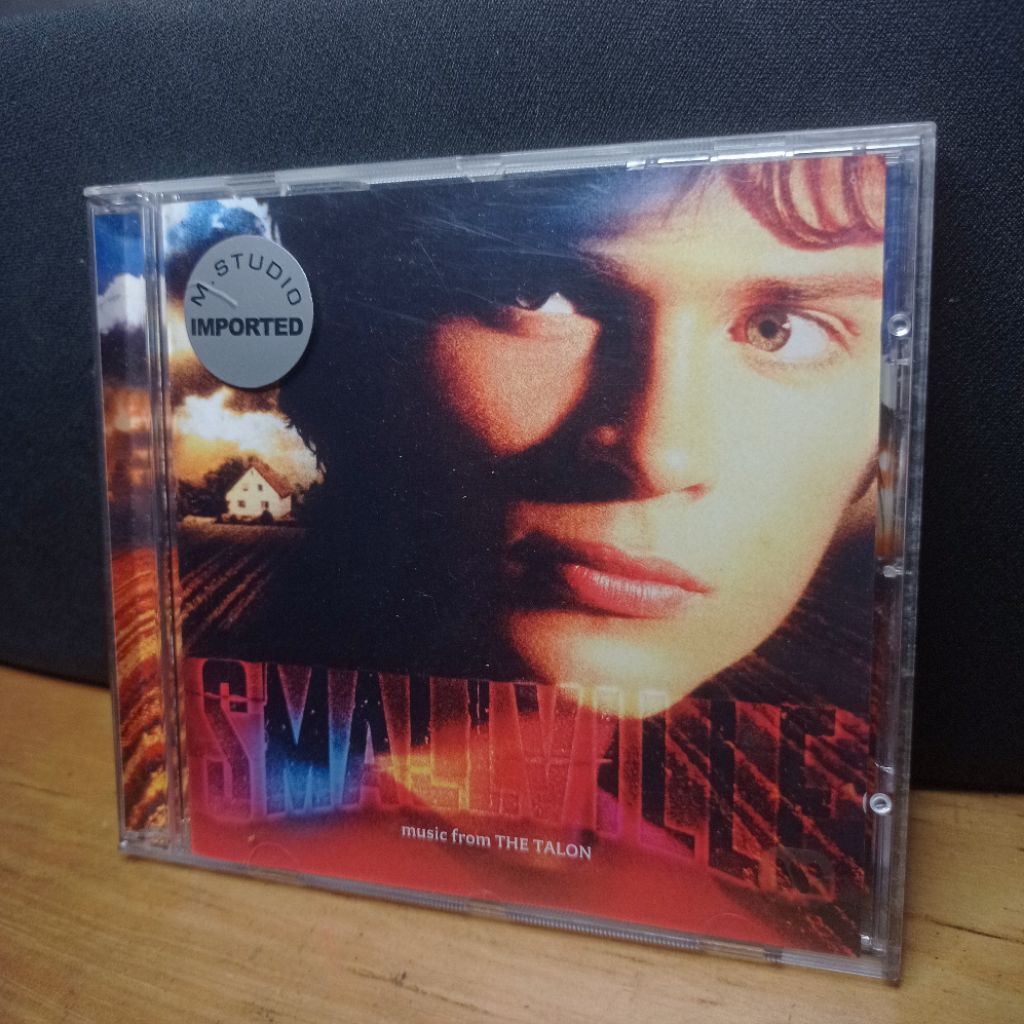 M. STUDIO
IMPORTED
SMALLVILLE
music from THE TALON